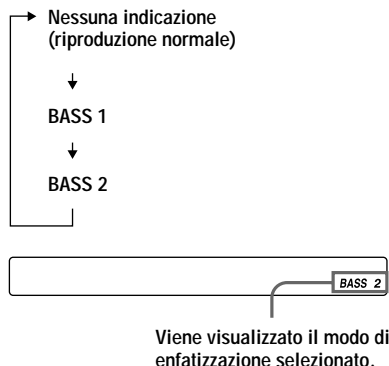 Nessuna indicazione
(riproduzione normale)
BASS 1
BASS 2
BASS 2
Viene visualizzato il modo di
enfatizzazione selezionato.